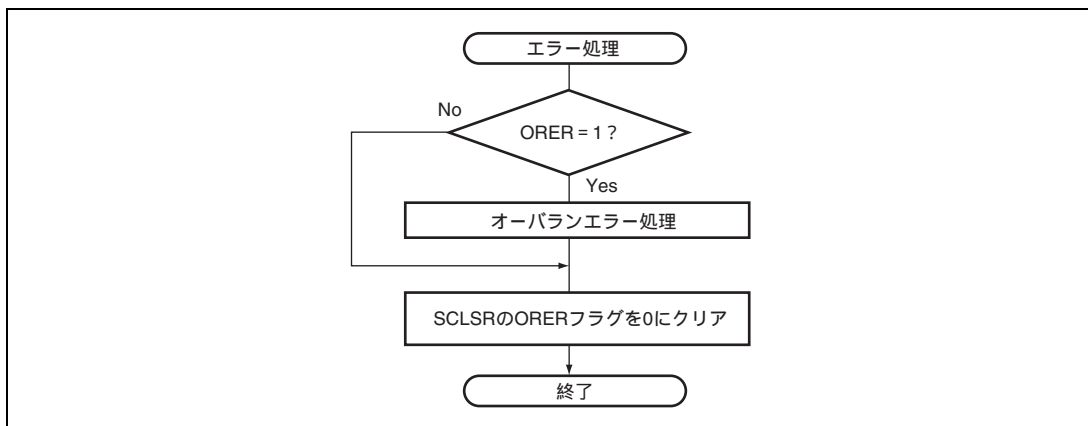 エラー処理
No
ORER = 1？
Yes
オーバランエラー処理
SCLSRのORERフラグを0にクリア
終了